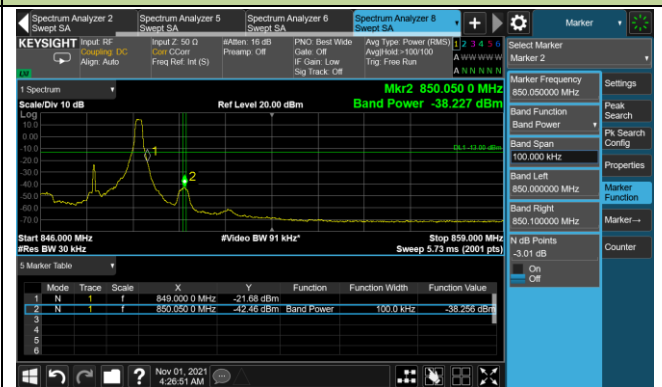 Spectrum Analyzer 2 Swept SA
Spectrum Analyzer 5 Swept SA
Spectrum Analyzer 6 Swept SA
Spectrum Analyzer 8 Swept SA
Marker
KEYSIGHT
Input: RF
Coupling: DC
Align: Auto
Input Z: 50 Ω
Corr CCorr
Freq Ref: Int (S)
#Atten: 16 dB
Preamp: Off
PNO: Best Wide
Gate: Off
IF Gain: Low
Sig Track: Off
Avg Type: Power (RMS)
Avg|Hold:>100/100
Trig: Free Run
1 2 3 4 5 6
A W W W W W
A N N N N N
1 Spectrum
Scale/Div 10 dB
Ref Level 20.00 dBm
Mkr2 850.050 0 MHz
Band Power -38.227 dBm
Log
10.0
0.00
-10.0
-20.0
-30.0
-40.0
-50.0
-60.0
-70.0
DL1 -13.00 dBm
1
2
Start 846.000 MHz
#Video BW 91 kHz*
Stop 859.000 MHz
#Res BW 30 kHz
Sweep 5.73 ms (2001 pts)
5 Marker Table
Mode Trace Scale X Y Function Function Width Function Value
1 N 1 f 849.000 0 MHz -21.68 dBm
2 N 1 f 850.050 0 MHz -42.46 dBm Band Power 100.0 kHz -38.256 dBm
3
4
5
6
Nov 01, 2021
4:26:51 AM
Select Marker
Marker 2
Marker Frequency
850.050000 MHz
Band Function
Band Power
Band Span
100.000 kHz
Band Left
850.000000 MHz
Band Right
850.100000 MHz
N dB Points
-3.01 dB
On
Off
Settings
Peak Search
Pk Search Config
Properties
Marker Function
Marker→
Counter